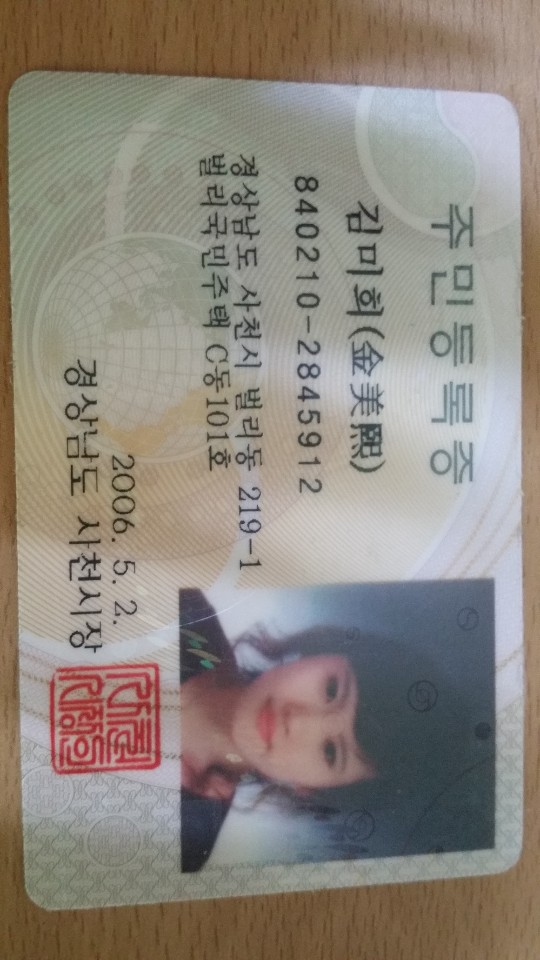 주민등록증
김미희(金美熙)
840210-2845912
경상남도 사천시 벌리동 219-1
벌리국민주택 C동101호
2006. 5. 2.
경상남도 사천시장